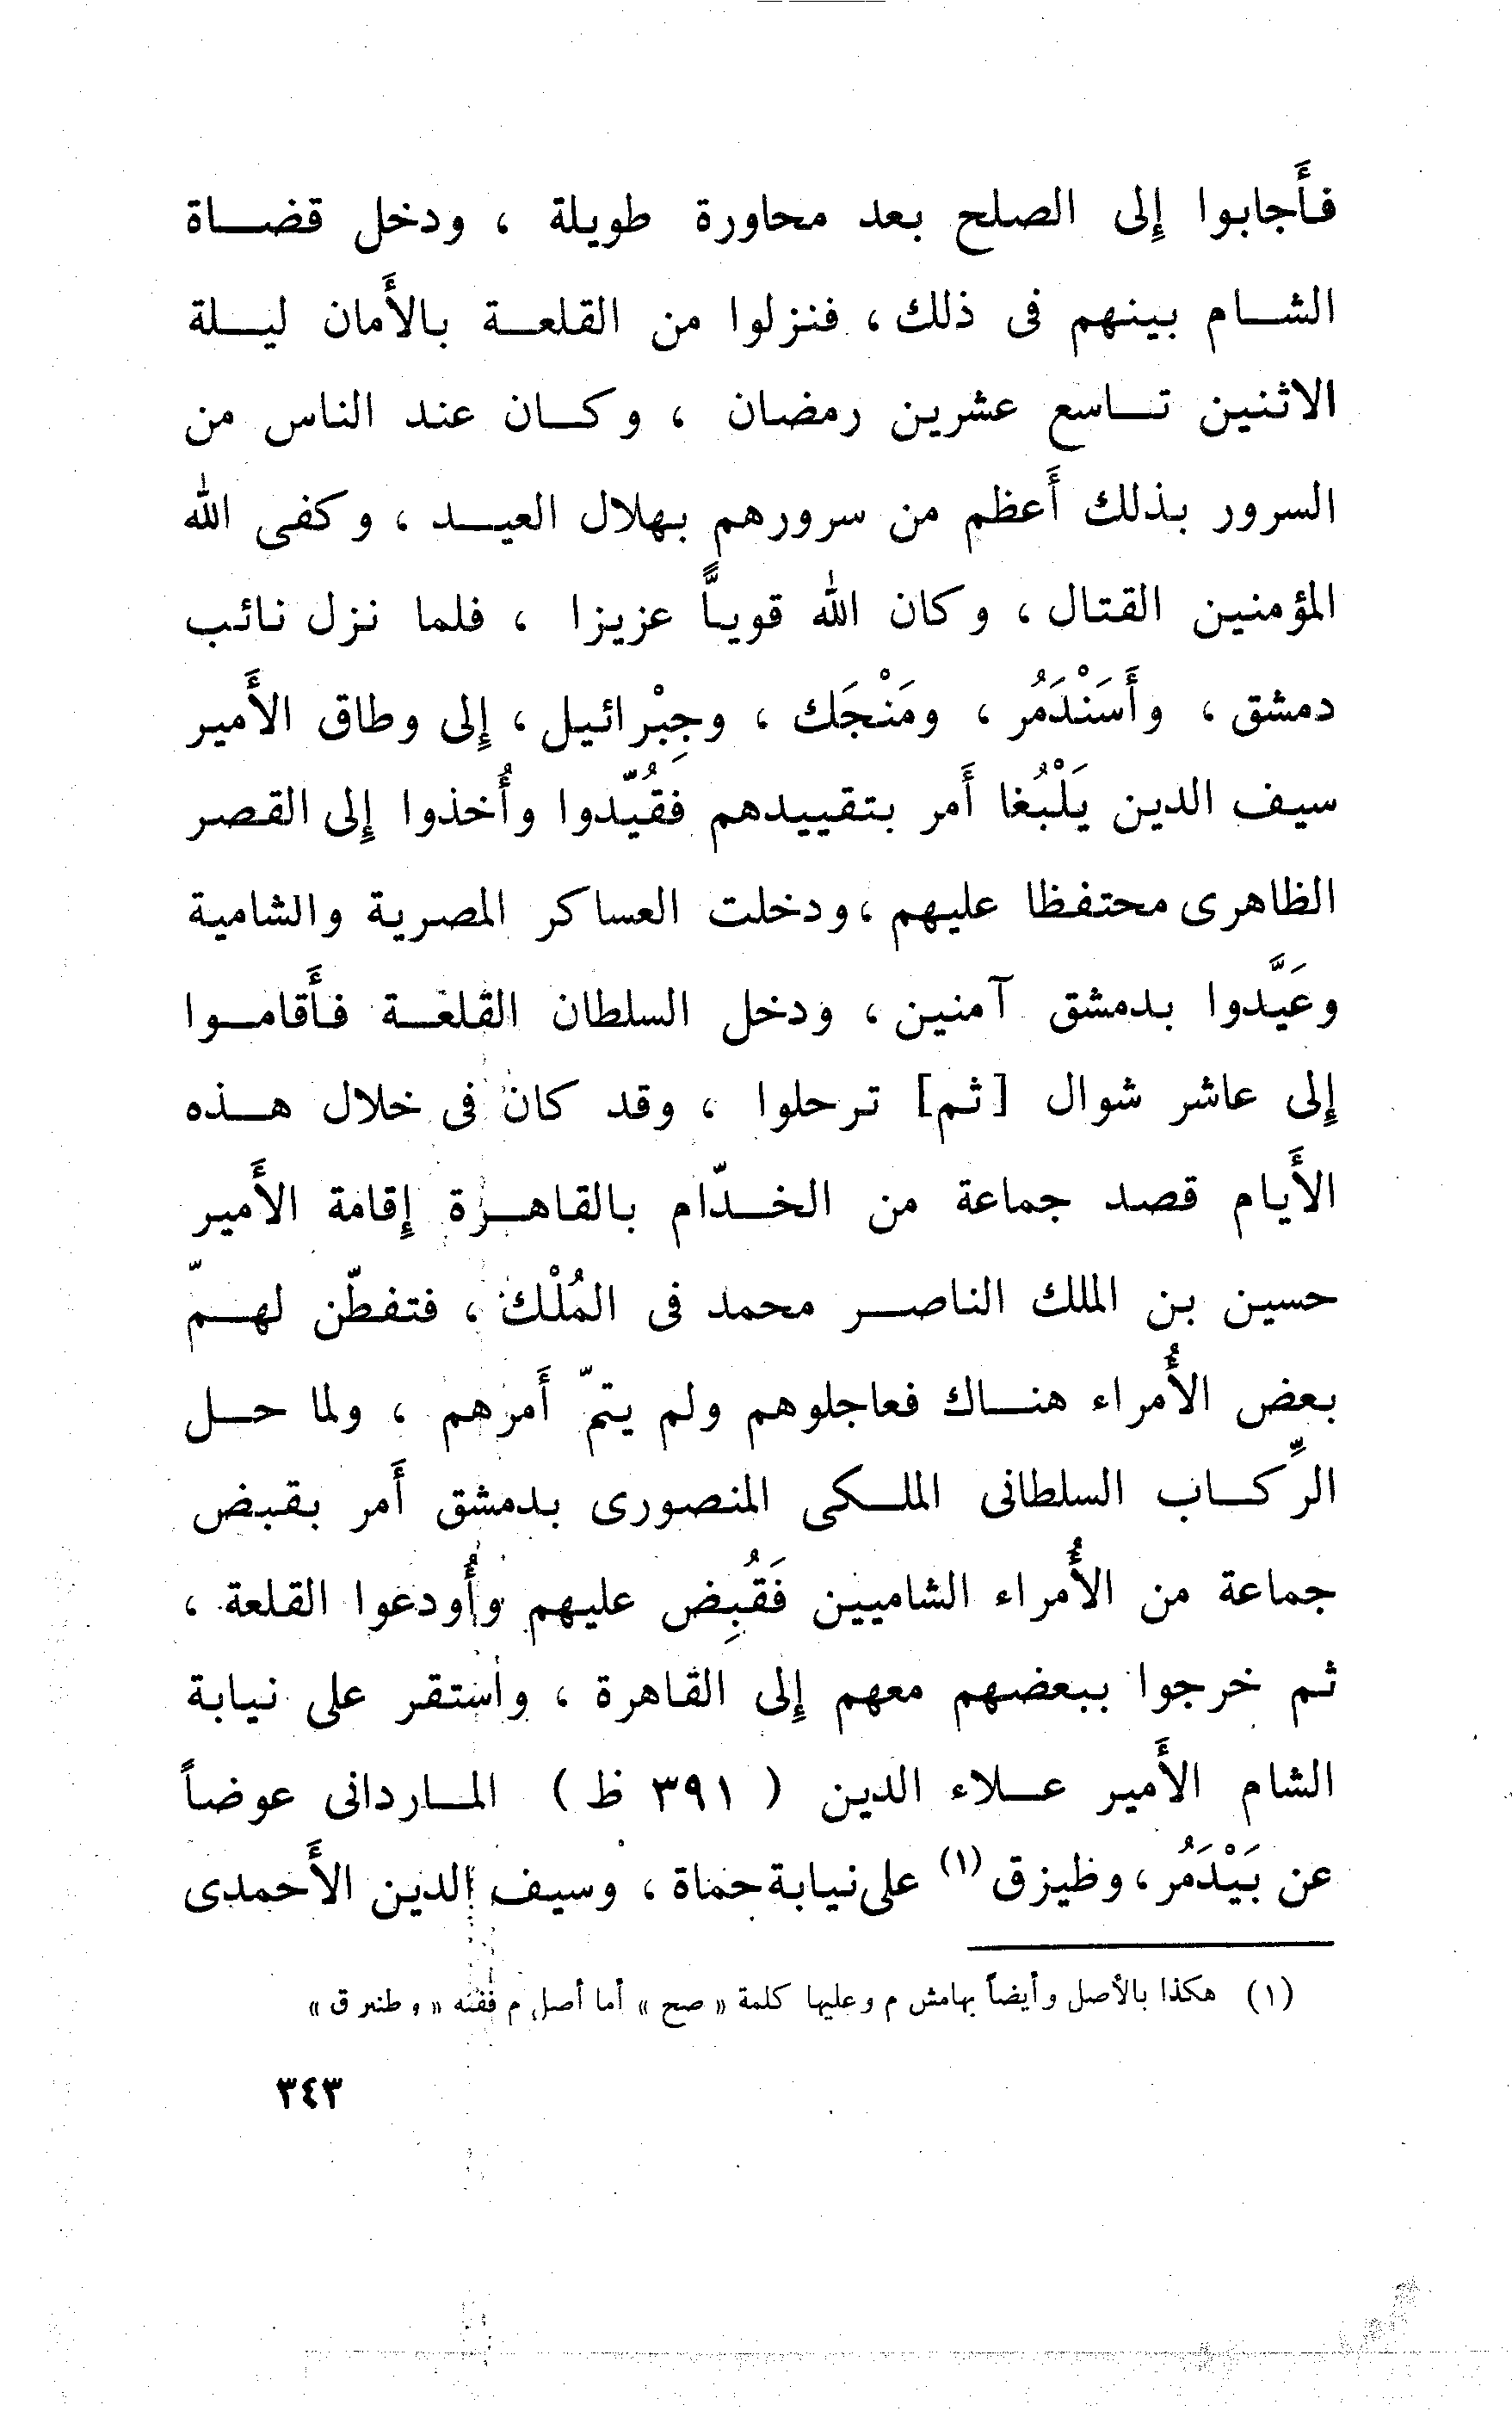 فأَجابوا إِلى الصلح بعد محاورة طويلة ، ودخل قضاة
الشام بينهم فى ذلك ، فنزلوا من القلعة بالأَمان ليلة
الاثنين تاسع عشرين رمضان ، وكان عند الناس من
السرور بذلك أَعظم من سرورهم بهلال العيد ، وكفى الله
المؤمنين القتال ، وكان الله قوياًّ عزيزا ، فلما نزل نائب
دمشق ، وأَسَنْدَمُر ، ومَنْجَك ، وجِبْرائيل ، إِلى وطاق الأَمير
سيف الدين يَلْبُغا أَمر بتقييدهم فقُيّدوا وأُخذوا إِلى القصر
الظاهرى محتفظا عليهم ، ودخلت العساكر المصرية والشامية
وعَيَّدوا بدمشق آمنين ، ودخل السلطان القلعة فأَقاموا
إِلى عاشر شوال [ ثم ] ترحلوا ، وقد كان فى خلال هذه
الأَيام قصد جماعة من الخدّام بالقاهرة إِقامة الأَمير
حسين بن الملك الناصر محمد فى المُلْك ، فتفطّن لهمّ
بعض الأُمراء هناك فعاجلوهم ولم يتمّ أَمرهم ، ولما حل
الرِّكاب السلطانى الملكى المنصورى بدمشق أَمر بقبض
جماعة من الأُمراء الشاميين فَقُبِض عليهم وأُودعوا القلعة ،
ثم خرجوا ببعضهم معهم إِلى القاهرة ، واستقر على نيابة
الشام الأَمير علاء الدين ( ٣٩١ ظ ) الماردانى عوضاً
عن بَيْدَمُر ، وظيزق (١) على نيابة حماة ، وسيف الدين الأَحمدى
(١) هكذا بالأصل وأيضاً بهامش م وعليها كلمة « صح » أما أصل م ففيه «
٣٤٣